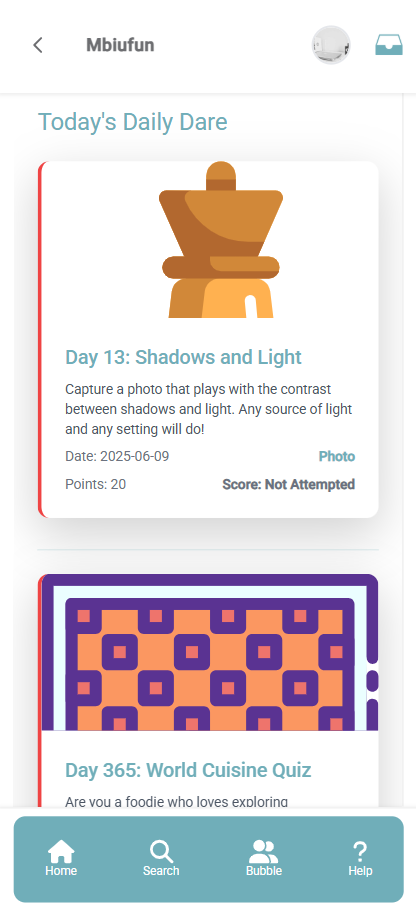 Mbiufun
Today's Daily Dare
Day 13: Shadows and Light
Capture a photo that plays with the contrast
between shadows and light. Any source of light
and any setting will do!
Date: 2025-06-09
Photo
Points: 20
Score: Not Attempted
Day 365: World Cuisine Quiz
Are you a foodie who loves exploring
Home
Search
Bubble
Help